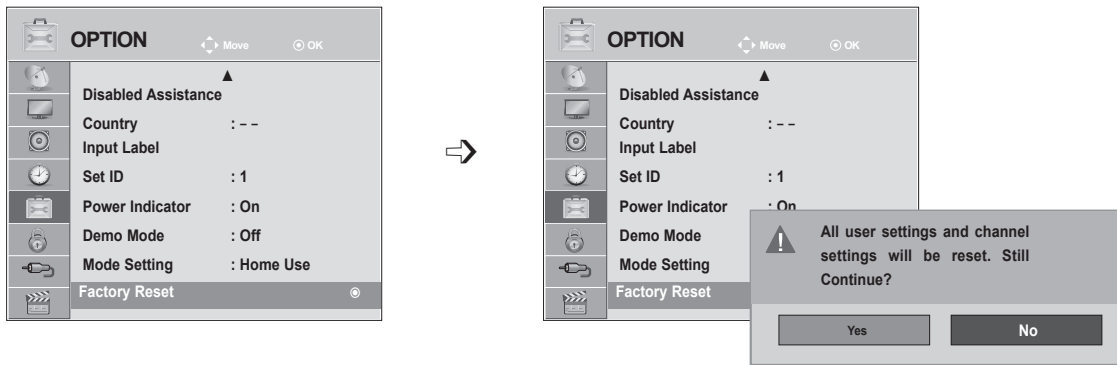 OPTION Move OK
Disabled Assistance
Country : – –
Input Label
Set ID : 1
Power Indicator : On
Demo Mode : Off
Mode Setting : Home Use
Factory Reset
OPTION Move OK
Disabled Assistance
Country : – –
Input Label
Set ID : 1
Power Indicator : On
Demo Mode
Mode Setting
Factory Reset
All user settings and channel
settings will be reset. Still
Continue?
Yes No